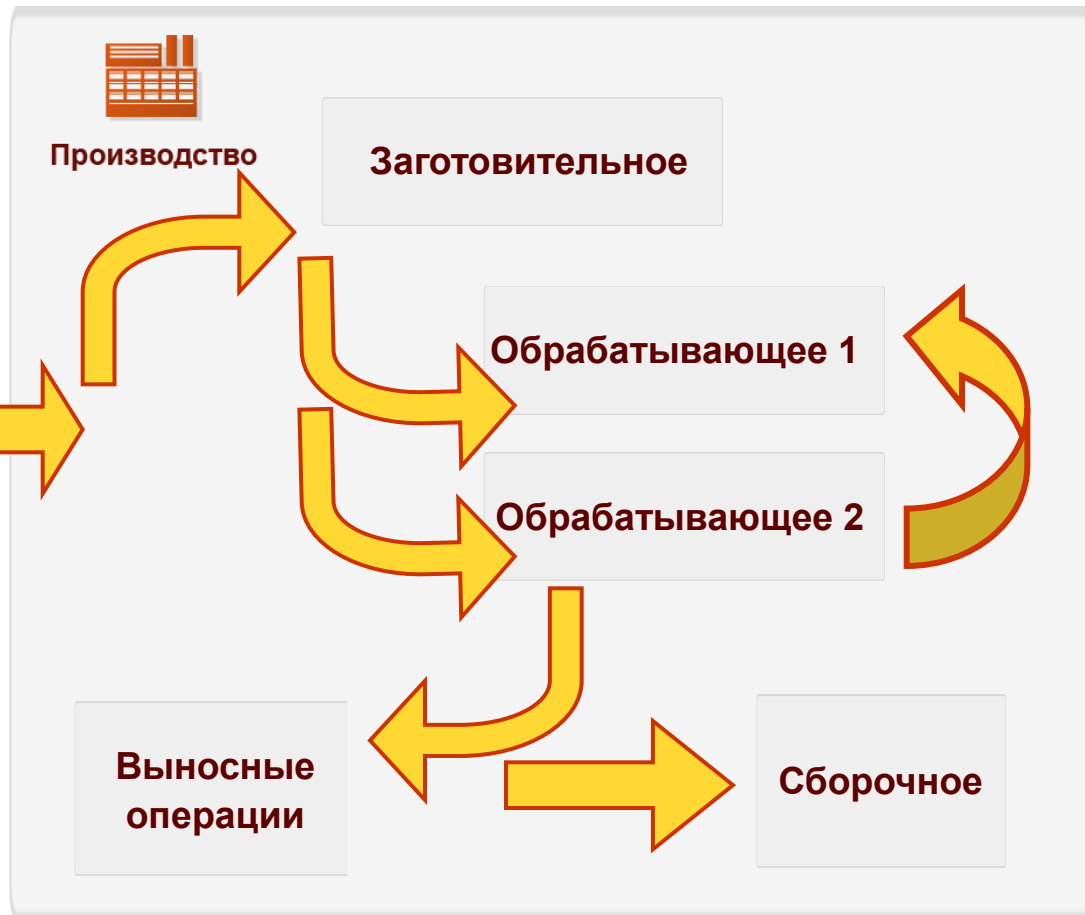 Производство
Заготовительное
Обрабатывающее 1
Обрабатывающее 2
Выносные
операции
Сборочное